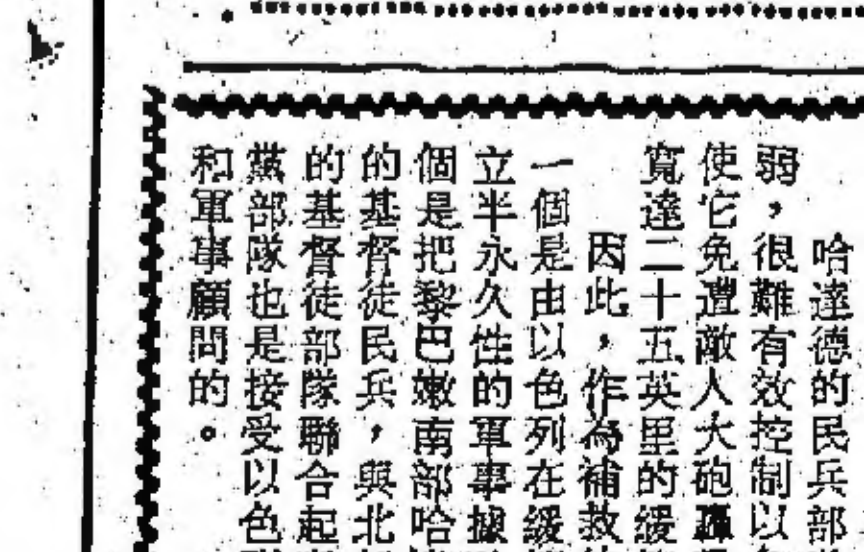 哈達德的民兵部
弱，很難有效控制以
使它免遭敵人大砲轟
寬達二十五英里的緩
因此，作為補救
一個是由以色列在緩
立半永久性的軍事據
個是把黎巴嫩南部哈
的基督徒民兵，與北
的基督徒部隊聯合起
黨部隊也是接受以色
和軍事顧問的。